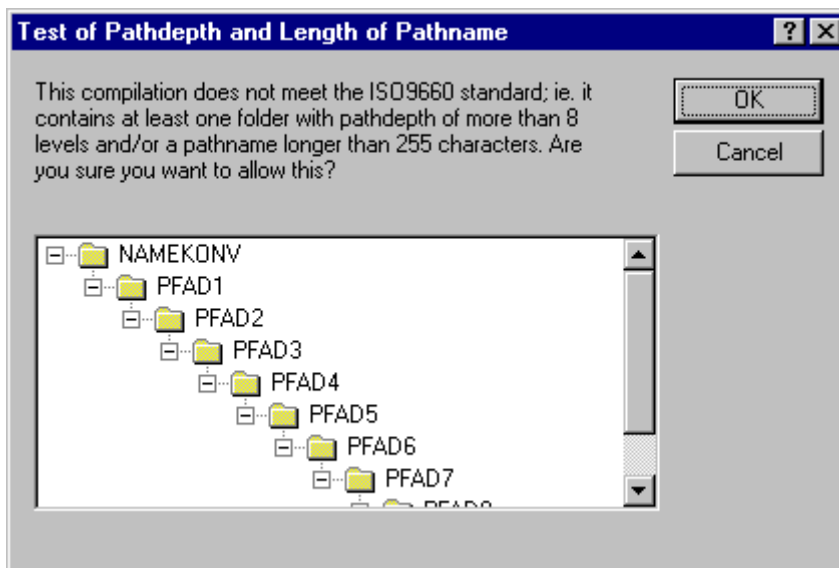 Test of Pathdepth and Length of Pathname
This compilation does not meet the ISO9660 standard; ie. it
contains at least one folder with pathdepth of more than 8
levels and/or a pathname longer than 255 characters. Are
you sure you want to allow this?
OK
Cancel
NAMEKONV
PFAD1
PFAD2
PFAD3
PFAD4
PFAD5
PFAD6
PFAD7